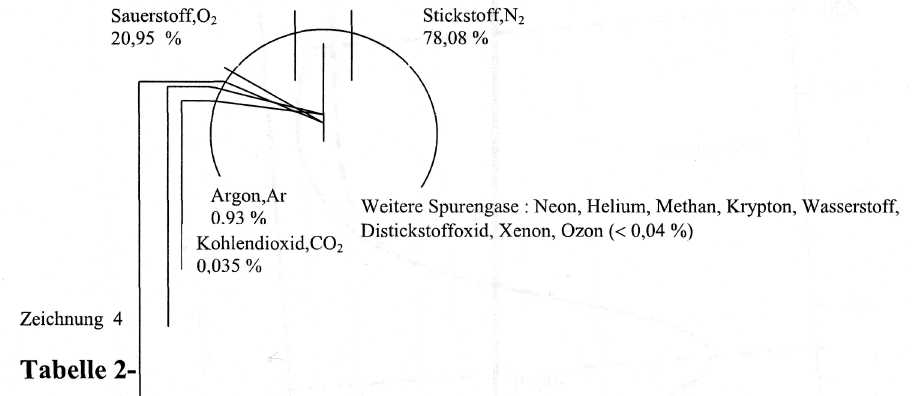 Sauerstoff,O₂
20,95 %
Stickstoff,N₂
78,08 %
Argon,Ar
0.93 %
Kohlendioxid,CO₂
0,035 %
Weitere Spurengase : Neon, Helium, Methan, Krypton, Wasserstoff,
Distickstoffoxid, Xenon, Ozon (< 0,04 %)
Zeichnung 4
Tabelle 2-